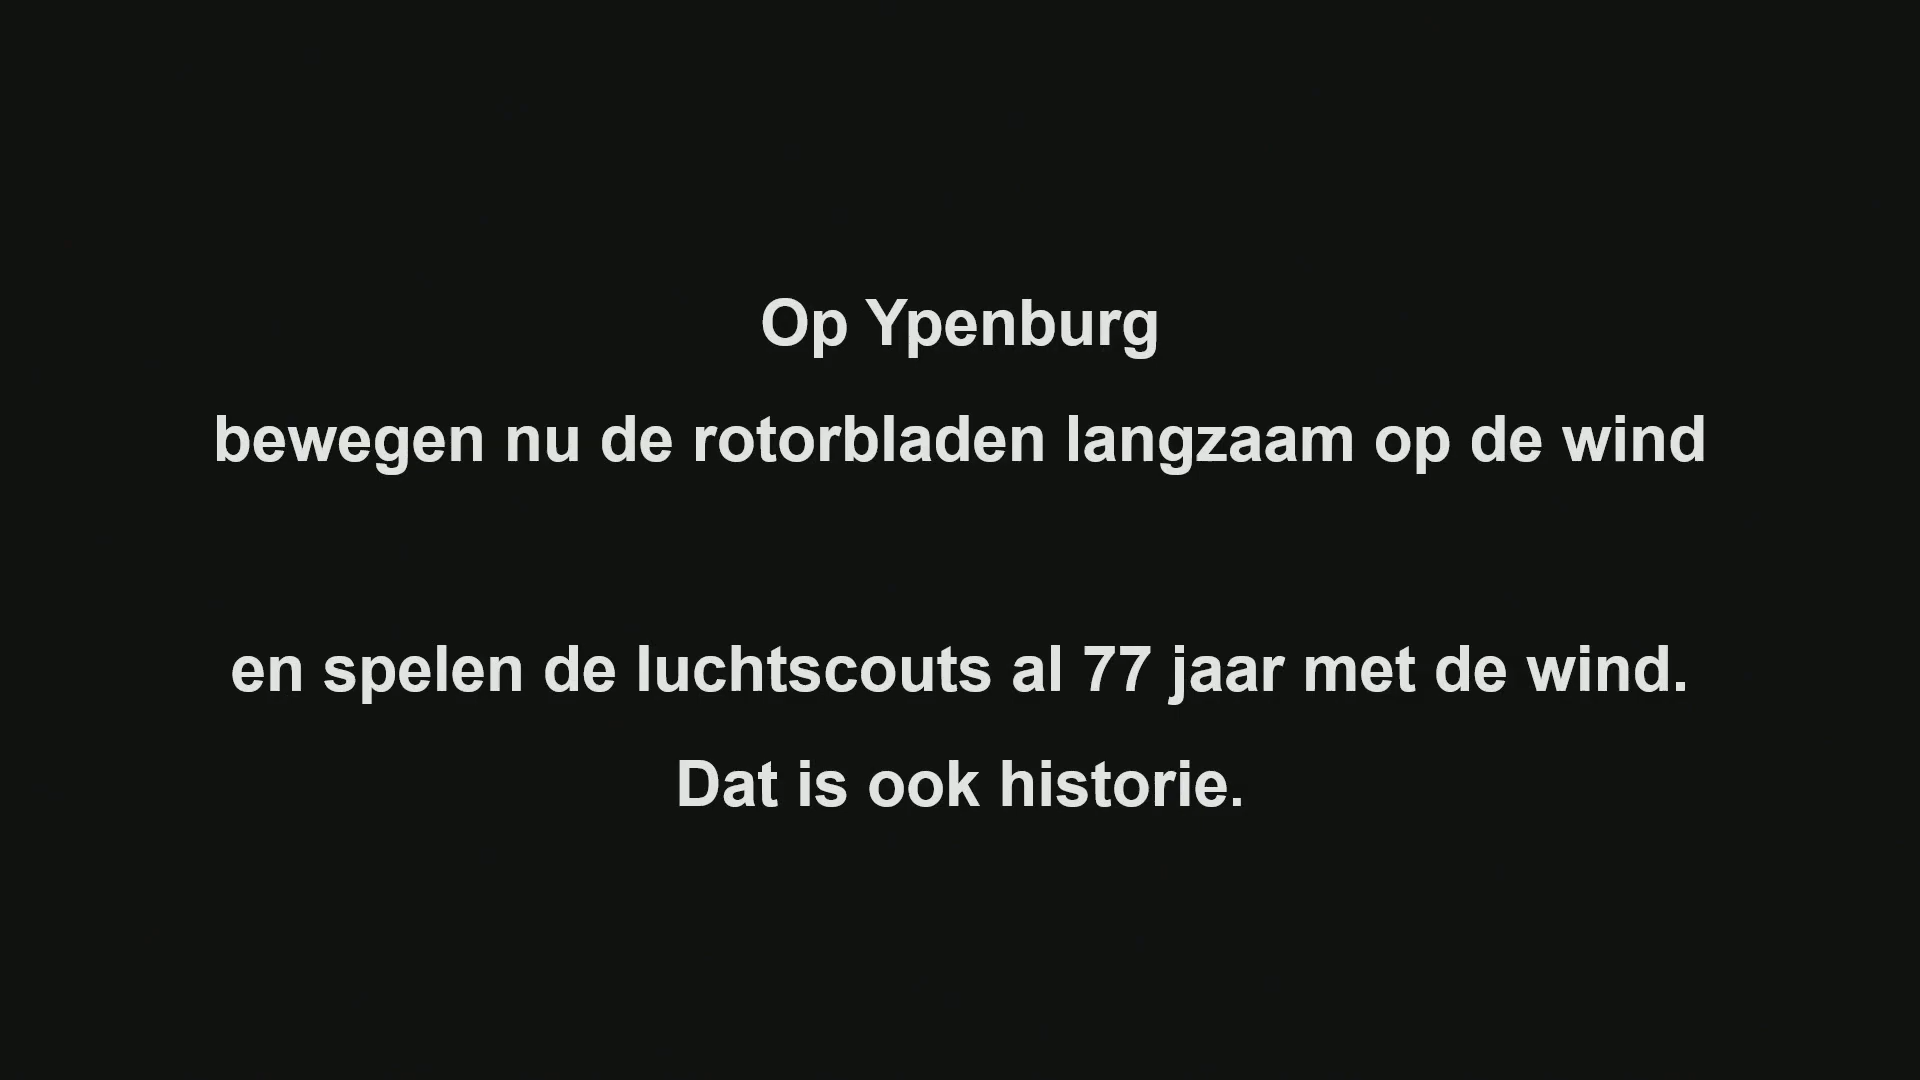 Op Ypenburg
bewegen nu de rotorbladen langzaam op de wind
en spelen de luchtscouts al 77 jaar met de wind.
Dat is ook historie.